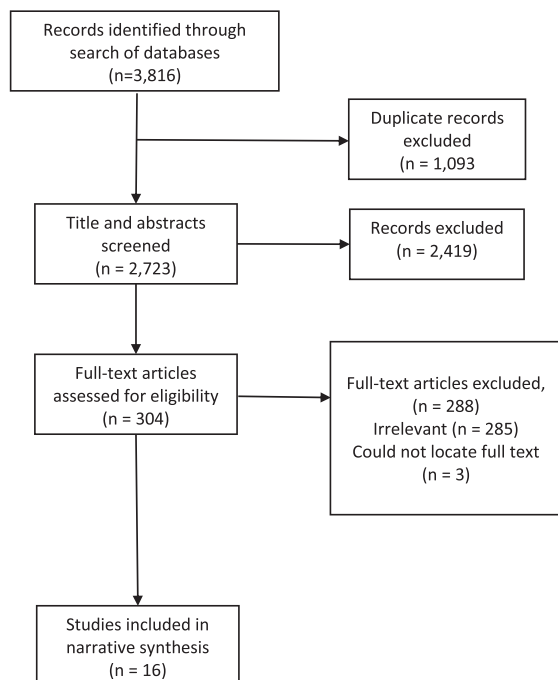 Records identified through
search of databases
(n=3,816)
Duplicate records
excluded
(n = 1,093
Title and abstracts
screened
(n = 2,723)
Records excluded
(n = 2,419)
Full-text articles
assessed for eligibility
(n = 304)
Full-text articles excluded,
(n = 288)
Irrelevant (n = 285)
Could not locate full text
(n = 3)
Studies included in
narrative synthesis
(n = 16)